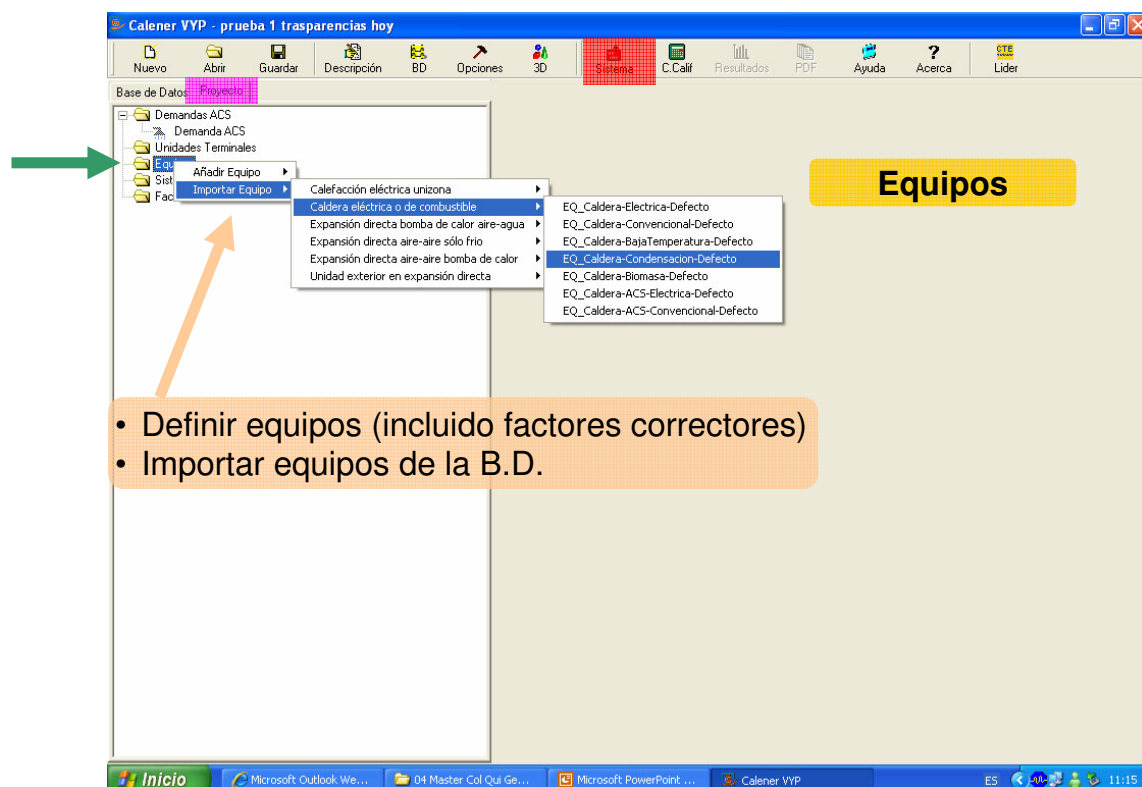 Calener VYP - prueba 1 trasparencias hoy
Nuevo Abrir Guardar Descripción BD Opciones 3D Sistema C.Calif Resultados PDF Ayuda Acerca CTE Lider
Base de Datos Proyecto
Demandas ACS
Demanda ACS
Unidades Terminales
Añadir Equipo
Importar Equipo
Calefacción eléctrica unizona
Caldera eléctrica o de combustible
Expansión directa bomba de calor aire-agua
Expansión directa aire-aire sólo frio
Expansión directa aire-aire bomba de calor
Unidad exterior en expansión directa
EQ_Caldera-Electrica-Defecto
EQ_Caldera-Convencional-Defecto
EQ_Caldera-BajaTemperatura-Defecto
EQ_Caldera-Condensacion-Defecto
EQ_Caldera-Biomasa-Defecto
EQ_Caldera-ACS-Electrica-Defecto
EQ_Caldera-ACS-Convencional-Defecto
Equipos
• Definir equipos (incluido factores correctores)
• Importar equipos de la B.D.
Inicio Microsoft Outlook We... 04 Master Col Qui Ge... Microsoft PowerPoint ... Calener VYP ES 11:15